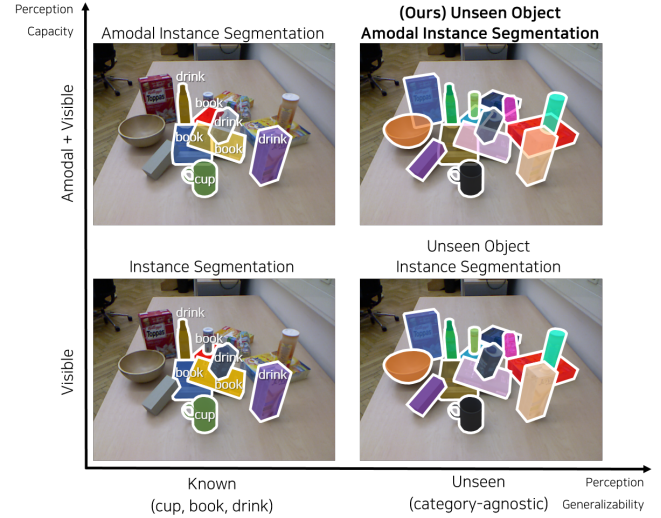 Perception
Capacity
Amodal + Visible
Visible
Amodal Instance Segmentation
drink
book
drink
book
drink
book
cup
Toppas
(Ours) Unseen Object
Amodal Instance Segmentation
Instance Segmentation
drink
book
drink
book
drink
book
cup
Toppas
Unseen Object
Instance Segmentation
Known
(cup, book, drink)
Unseen
(category-agnostic)
Perception
Generalizability